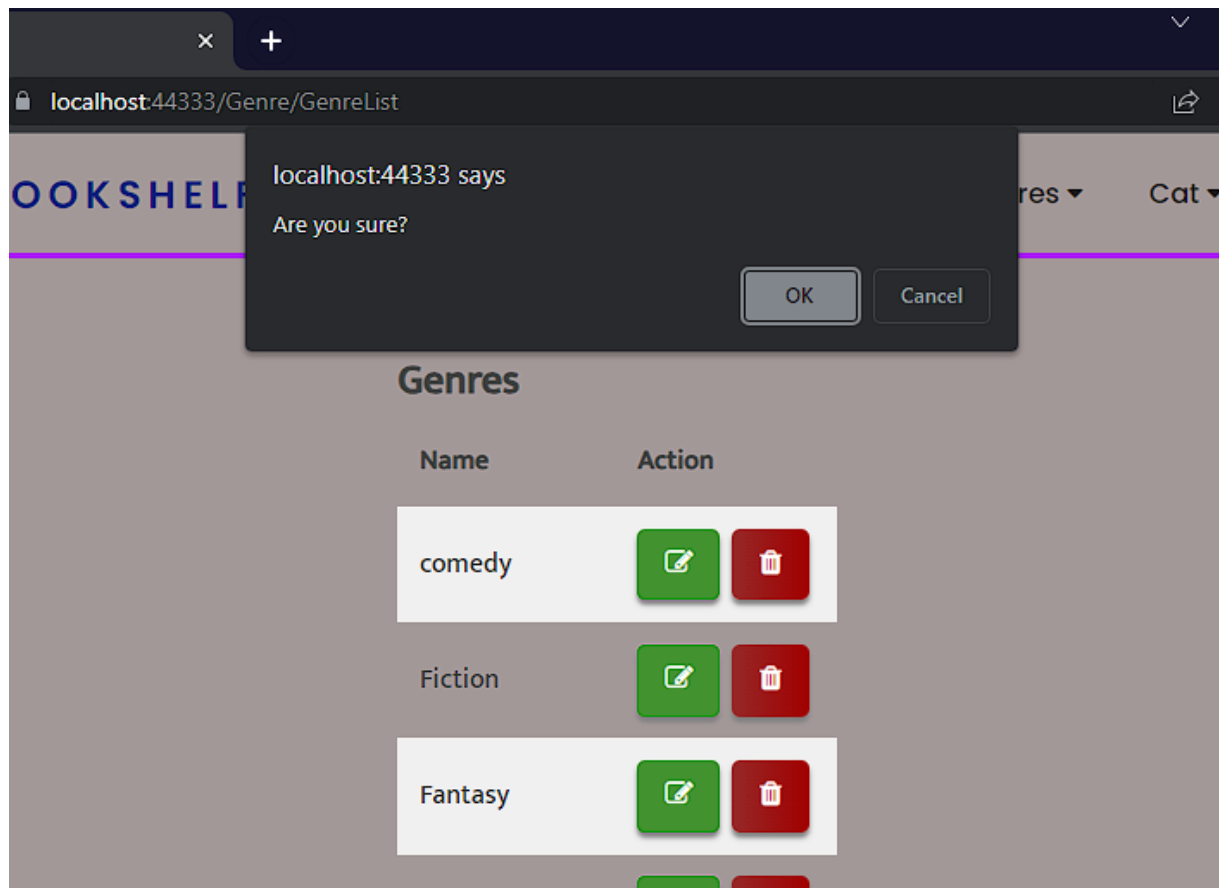 localhost:44333/Genre/GenreList
localhost:44333 says
Are you sure?
OK Cancel
OOKSHELF
res Cat
Genres
Name Action
comedy
Fiction
Fantasy